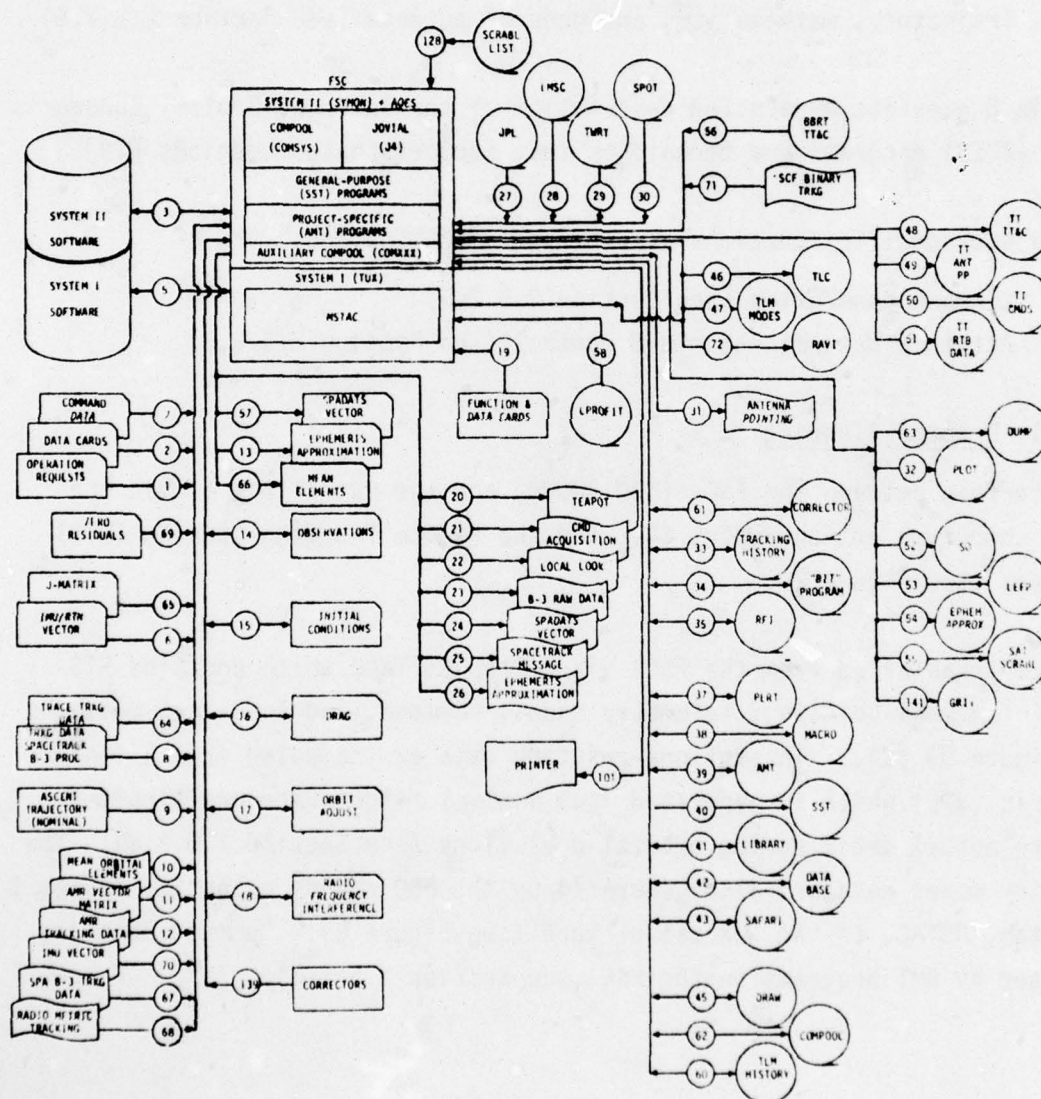 128
SCRABL
LIST
FSC
SYSTEM II (SYMON) - AOES
COMPOOL
(COMSYS)
JOVIAL
(J4)
GENERAL-PURPOSE
(SST) PROGRAMS
PROJECT-SPECIFIC
(AMT) PROGRAMS
AUXILIARY COMPOOL (COMXXX)
SYSTEM I (TUX)
MSTAC
SYSTEM II
SOFTWARE
SYSTEM I
SOFTWARE
3
5
JPL
27
LMSC
28
TWRY
29
SPOT
30
56
BBRT
TT&C
71
SCF BINARY
TRKG
46
TLC
47
TLM
MODES
72
RAVI
48
TT
TT&C
49
TT
ANT
PP
50
TT
CMDS
51
TT
RTB
DATA
19
FUNCTION &
DATA CARDS
58
LPROFIT
31
ANTENNA
POINTING
COMMAND
DATA
7
DATA CARDS
2
OPERATION
REQUESTS
1
ZERO
RESIDUALS
69
J-MATRIX
65
IMU/RTN
VECTOR
6
TRACE TRKG
DATA
64
TRKG DATA
SPACETRACK
B-3 PROC
8
ASCENT
TRAJECTORY
(NOMINAL)
9
MEAN ORBITAL
ELEMENTS
10
AMR VECTOR
MATRIX
11
AMR
TRACKING DATA
12
IMU VECTOR
70
SPA B-3 TRKG
DATA
67
RADIO METRIC
TRACKING
68
57
SPADATS
VECTOR
13
EPHEMERIS
APPROXIMATION
66
MEAN
ELEMENTS
14
OBSERVATIONS
15
INITIAL
CONDITIONS
16
DRAG
17
ORBIT
ADJUST
18
RADIO
FREQUENCY
INTERFERENCE
139
CORRECTORS
20
TEAPOT
21
CMD
ACQUISITION
22
LOCAL LOOK
23
B-3 RAW DATA
24
SPADATS
VECTOR
25
SPACETRACK
MESSAGE
26
EPHEMERIS
APPROXIMATION
PRINTER
101
61
CORRECTOR
33
TRACKING
HISTORY
34
"BIT"
PROGRAM
35
RFI
37
PLRT
38
MACRO
39
AMT
40
SST
41
LIBRARY
42
DATA
BASE
43
SAFARI
45
DRAW
62
COMPOOL
60
TLM
HISTORY
63
DUMP
32
PLOT
52
SD
53
54
EPHEM
APPROX
SAT
SCRABL
141